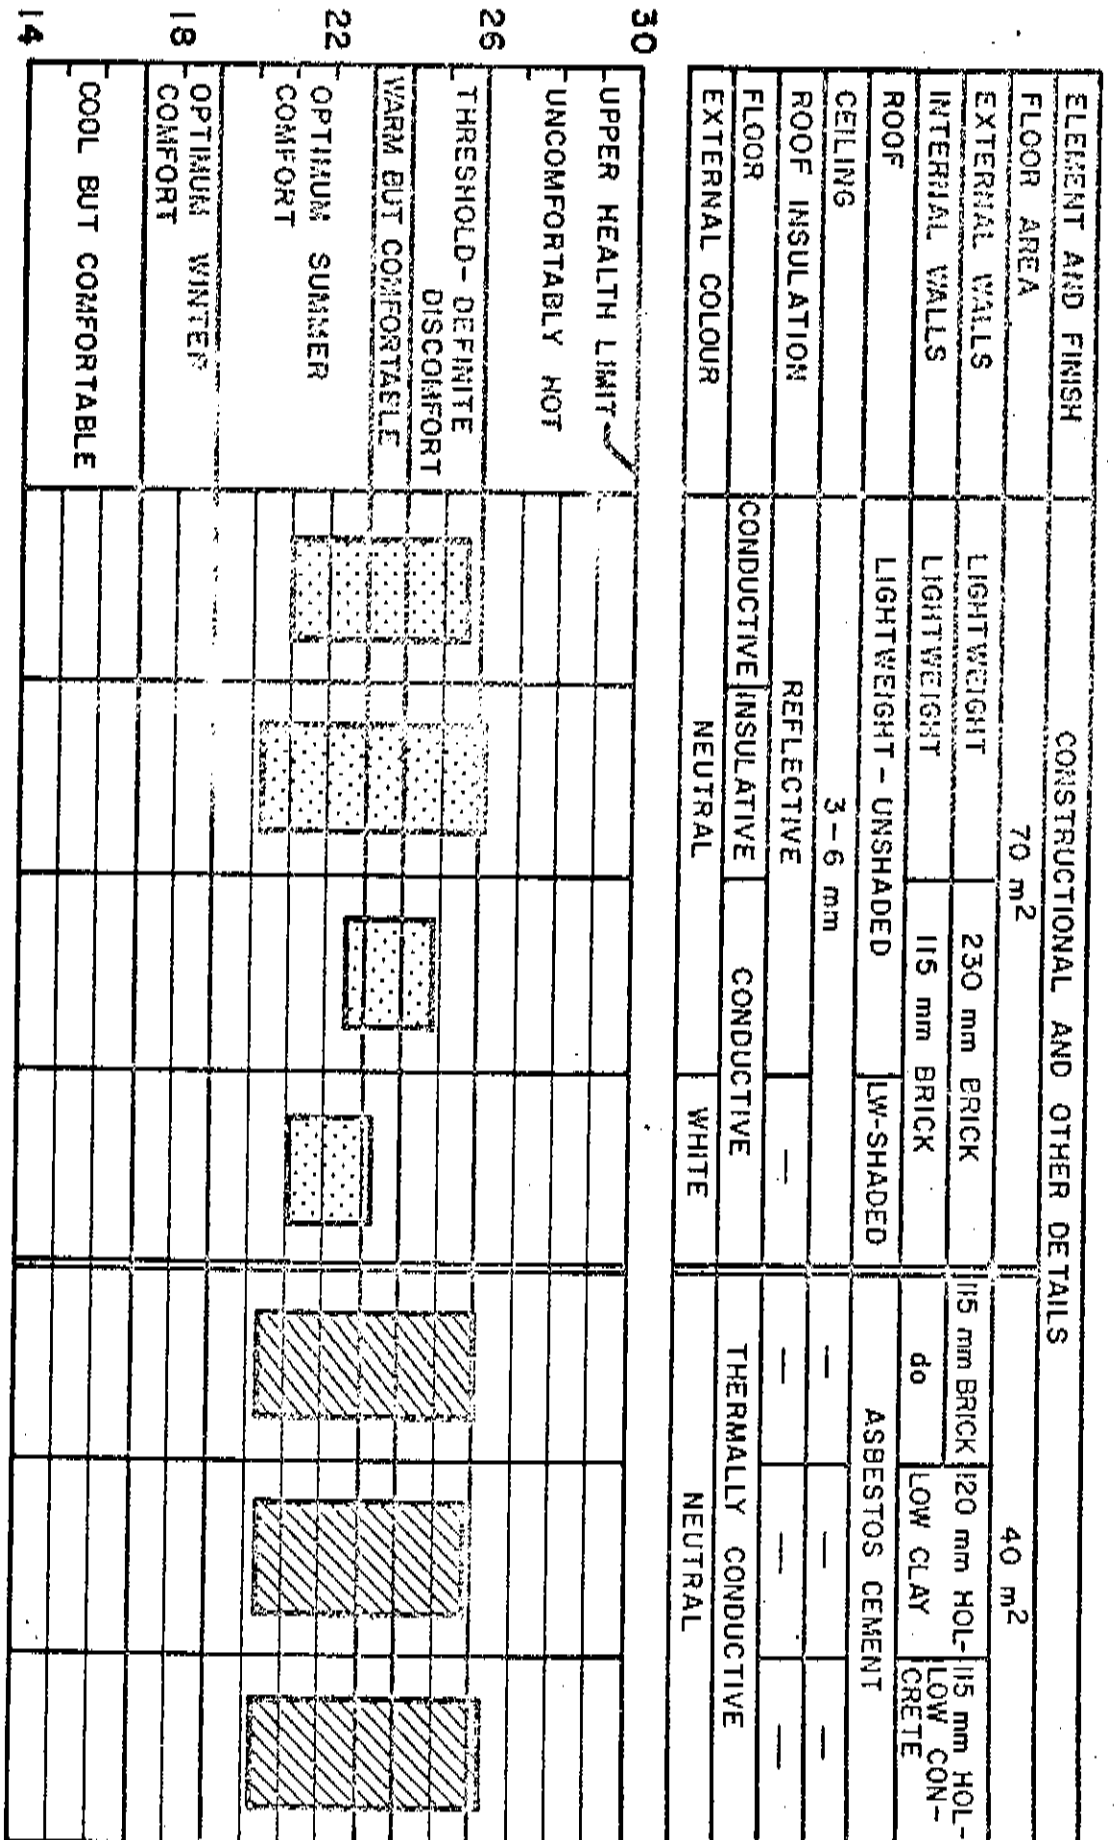 ELEMENT AND FINISH CONSTRUCTIONAL AND OTHER DETAILS
FLOOR AREA 70 m² 40 m²
EXTERNAL WALLS LIGHTWEIGHT 230 mm BRICK 115 mm BRICK 120 mm HOL- 115 mm HOL-
INTERNAL WALLS LIGHTWEIGHT 115 mm BRICK do LOW CLAY LOW CON-
CRETE
ROOF LIGHTWEIGHT - UNSHADED LW-SHADED ASBESTOS CEMENT
CEILING 3-6 mm — — —
ROOF INSULATION REFLECTIVE — — — —
FLOOR CONDUCTIVE INSULATIVE CONDUCTIVE THERMALLY CONDUCTIVE
EXTERNAL COLOUR NEUTRAL WHITE NEUTRAL
30
UPPER HEALTH LIMIT
UNCOMFORTABLY HOT
26
THRESHOLD- DEFINITE
DISCOMFORT
WARM BUT COMFORTABLE
22
OPTIMUM SUMMER
COMFORT
OPTIMUM WINTER
18
COMFORT
COOL BUT COMFORTABLE
14